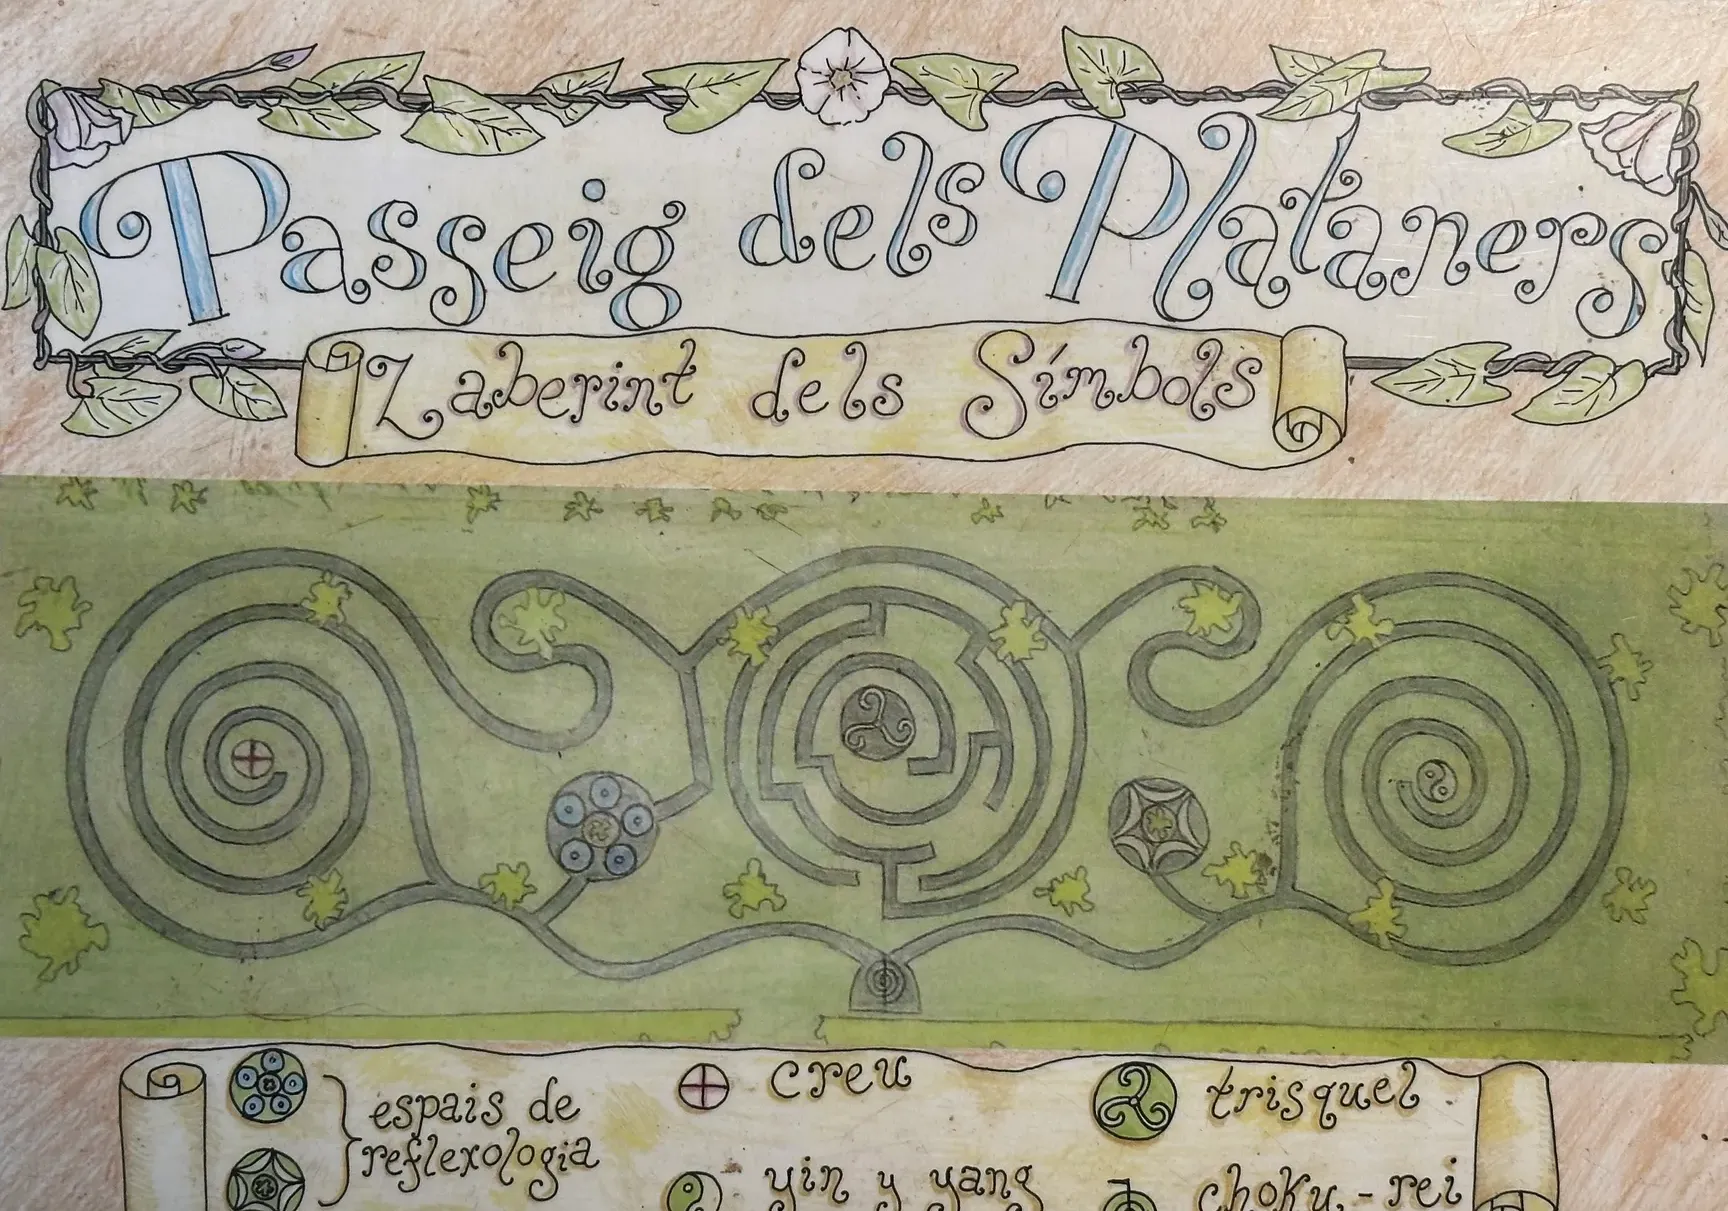 Passeig dels Plataners
Laberint dels Símbols
espais de
reflexologia
creu
yin y yang
trisquel
choku-rei